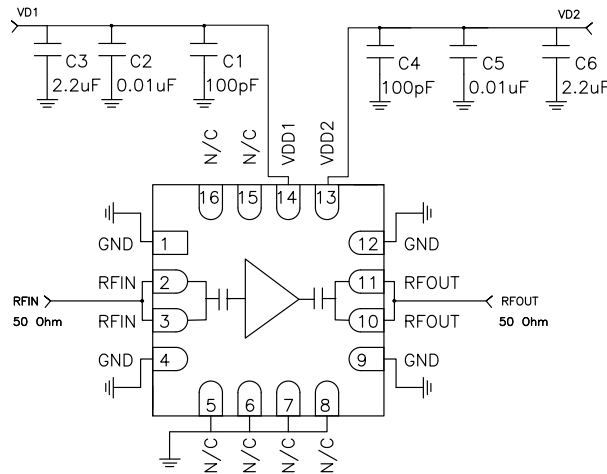 VD1
VD2
C3
C2
C1
C4
C5
C6
2.2uF
0.01uF
100pF
100pF
0.01uF
2.2uF
N/C
N/C
VDD1
VDD2
16
15
14
13
GND
1
12
GND
RFIN
2
11
RFOUT
RFIN
50 Ohm
RFOUT
50 Ohm
RFIN
3
10
RFOUT
GND
4
9
GND
5
6
7
8
N/C
N/C
N/C
N/C